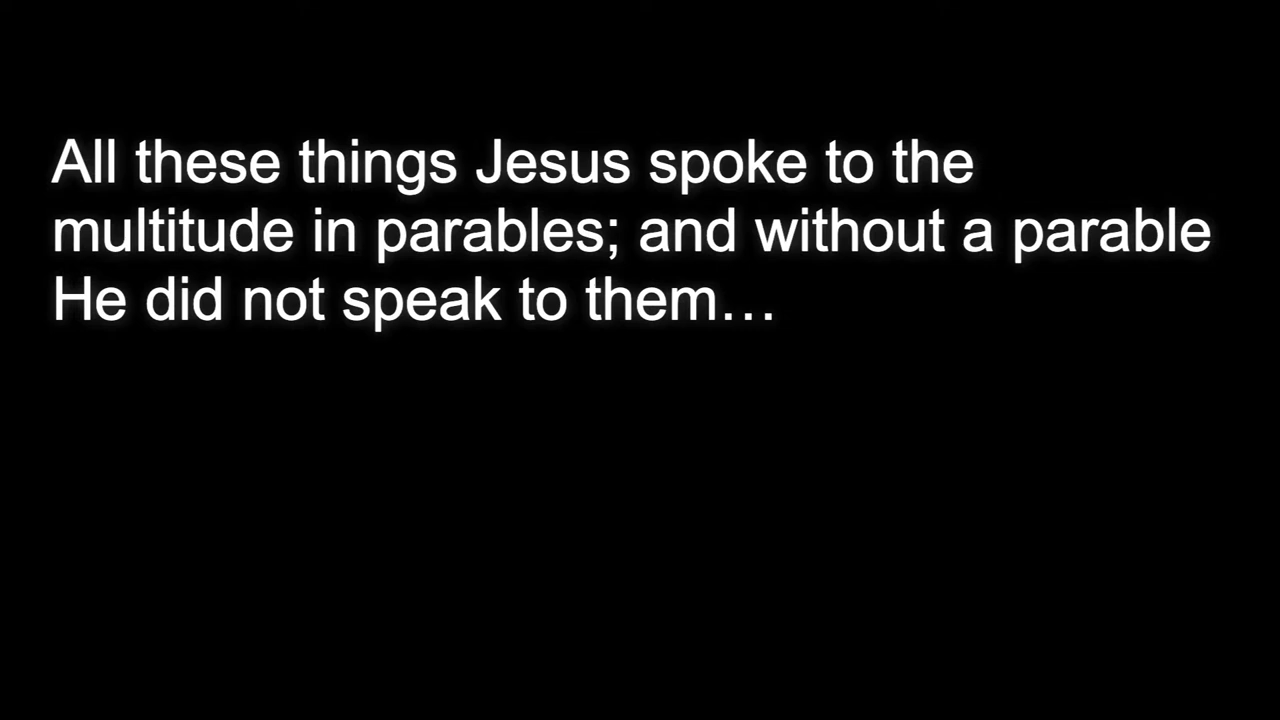 All these things Jesus spoke to the
multitude in parables; and without a parable
He did not speak to them…